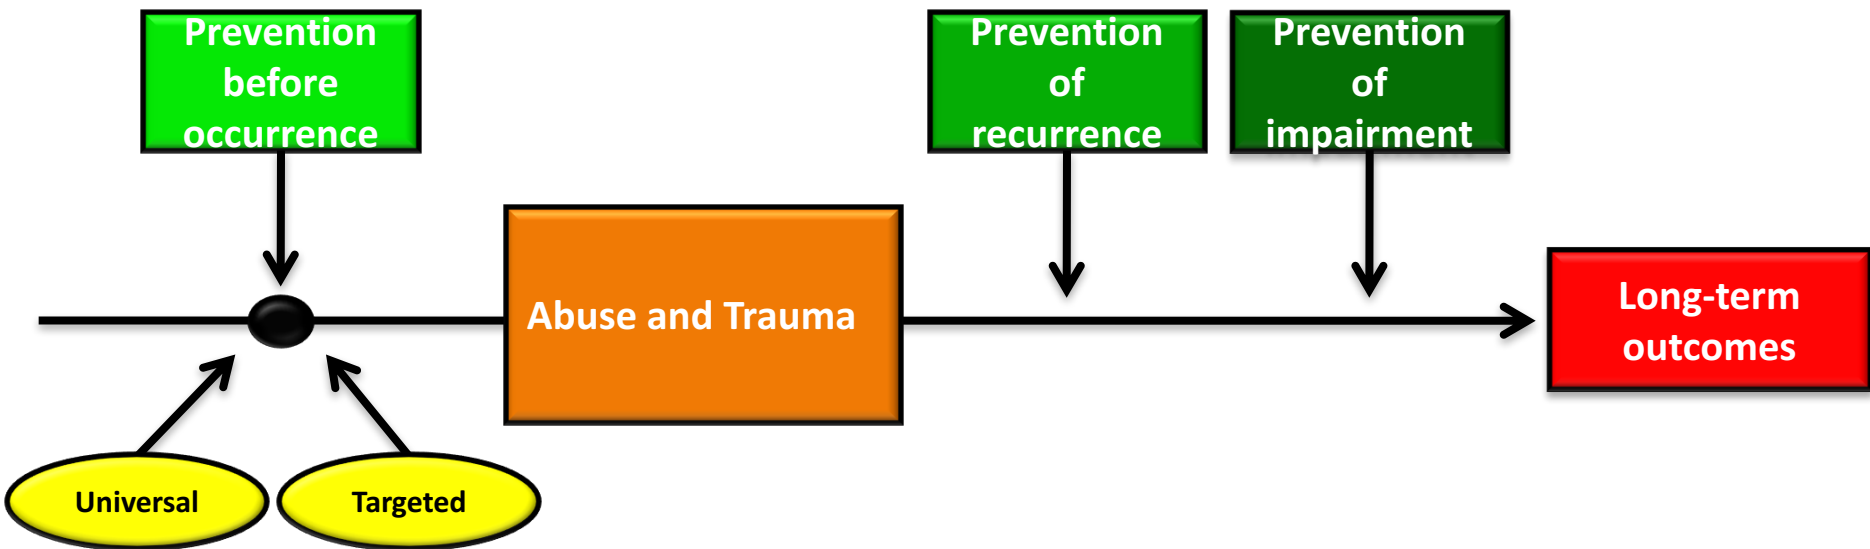 Prevention
before
occurrence
Prevention
of
recurrence
Prevention
of
impairment
Abuse and Trauma
Long-term
outcomes
Universal
Targeted